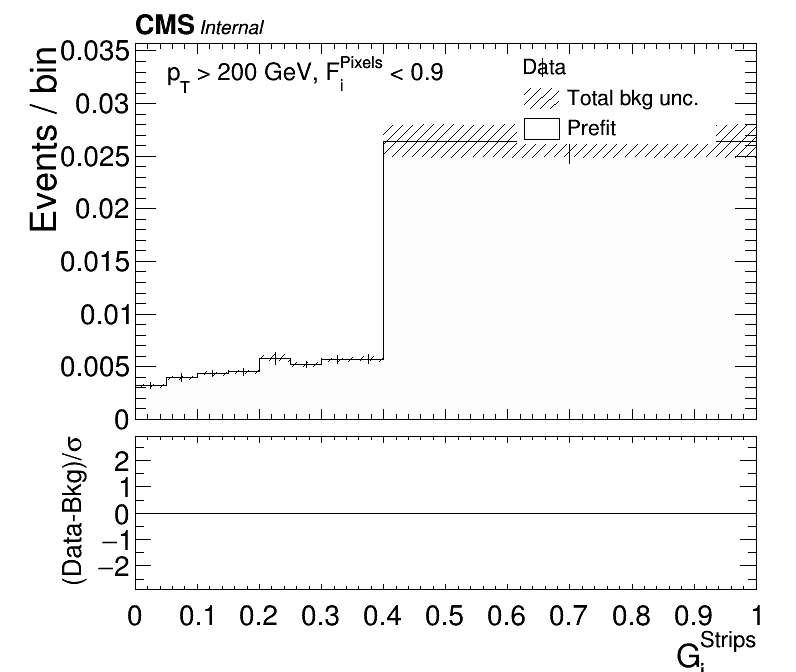 CMS Internal
p_T > 200 GeV, F_i^Pixels < 0.9
Data
Total bkg unc.
Prefit
Events / bin
0.035
0.03
0.025
0.02
0.015
0.01
0.005
0
(Data-Bkg)/σ
2
1
0
−1
−2
0 0.1 0.2 0.3 0.4 0.5 0.6 0.7 0.8 0.9 1
G_i^Strips